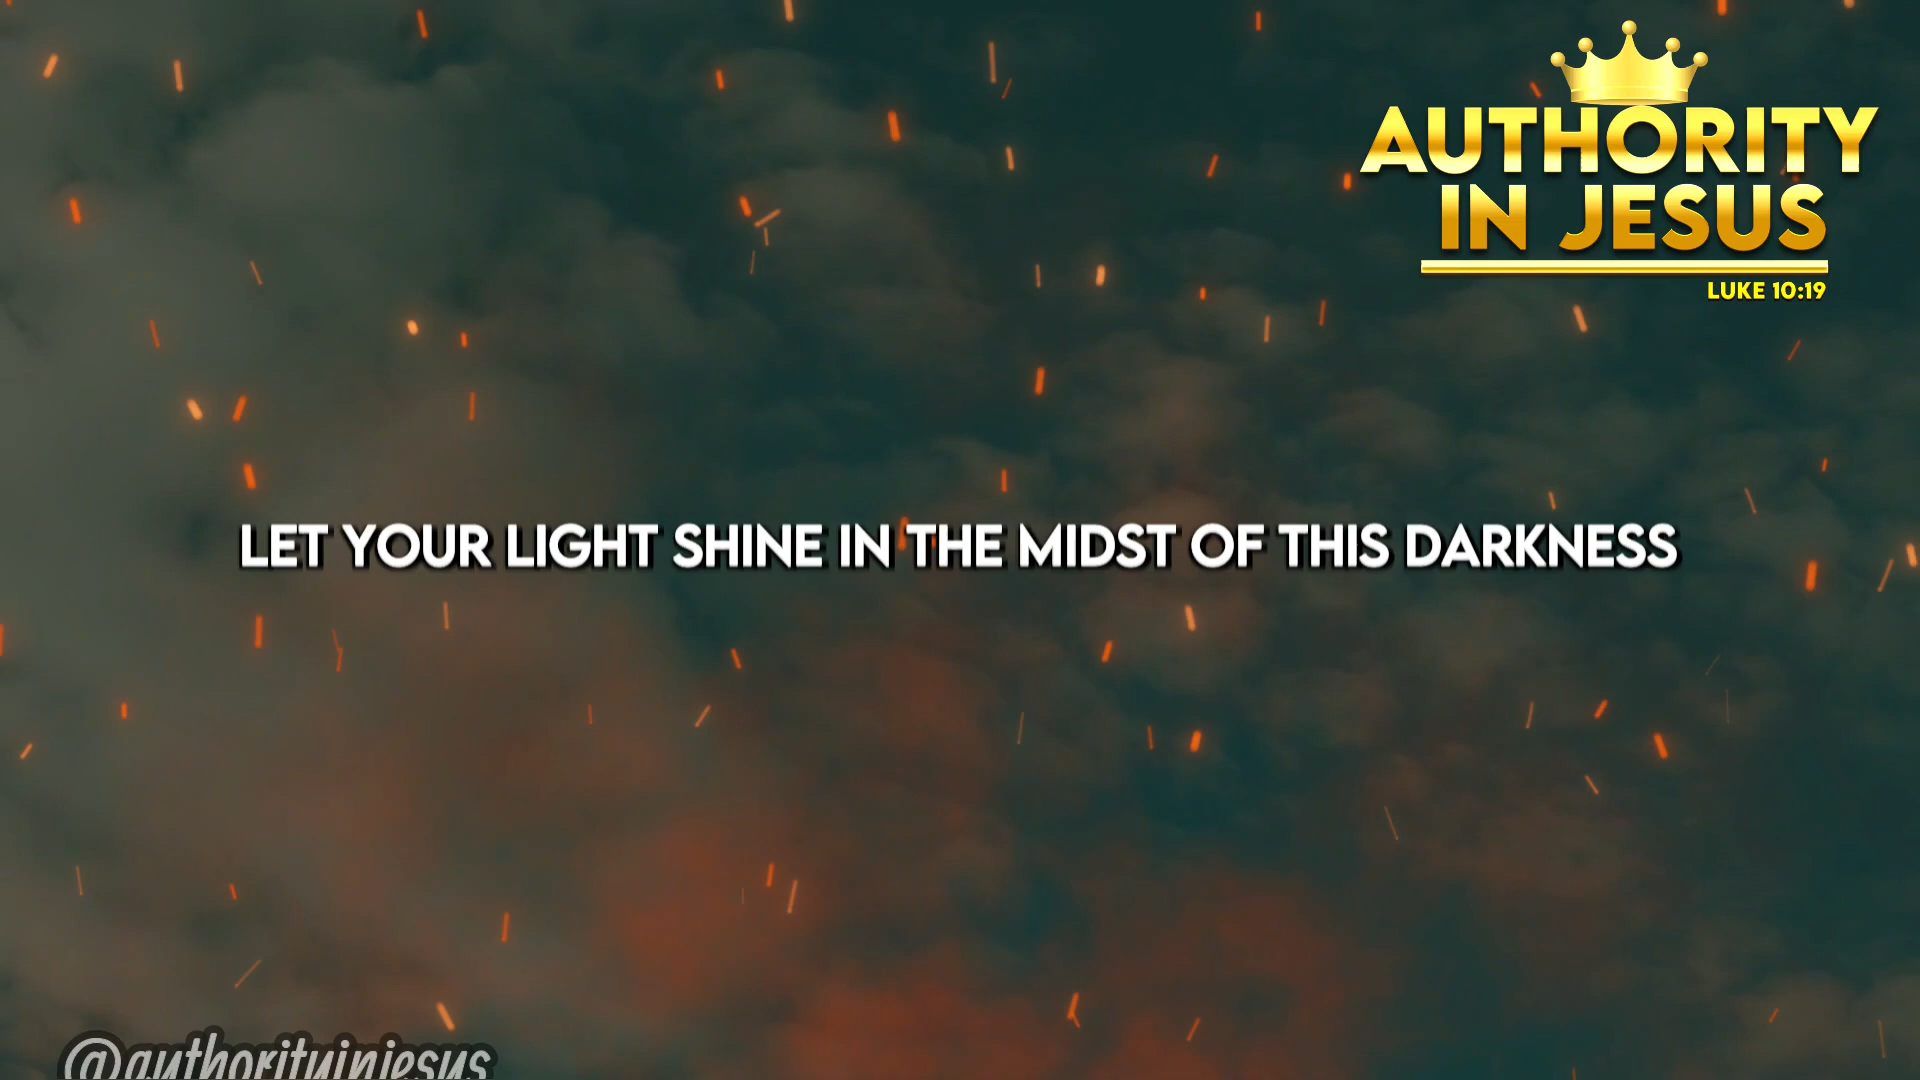 AUTHORITY
IN JESUS
LUKE 10:19
LET YOUR LIGHT SHINE IN THE MIDST OF THIS DARKNESS
@authorityinjesus